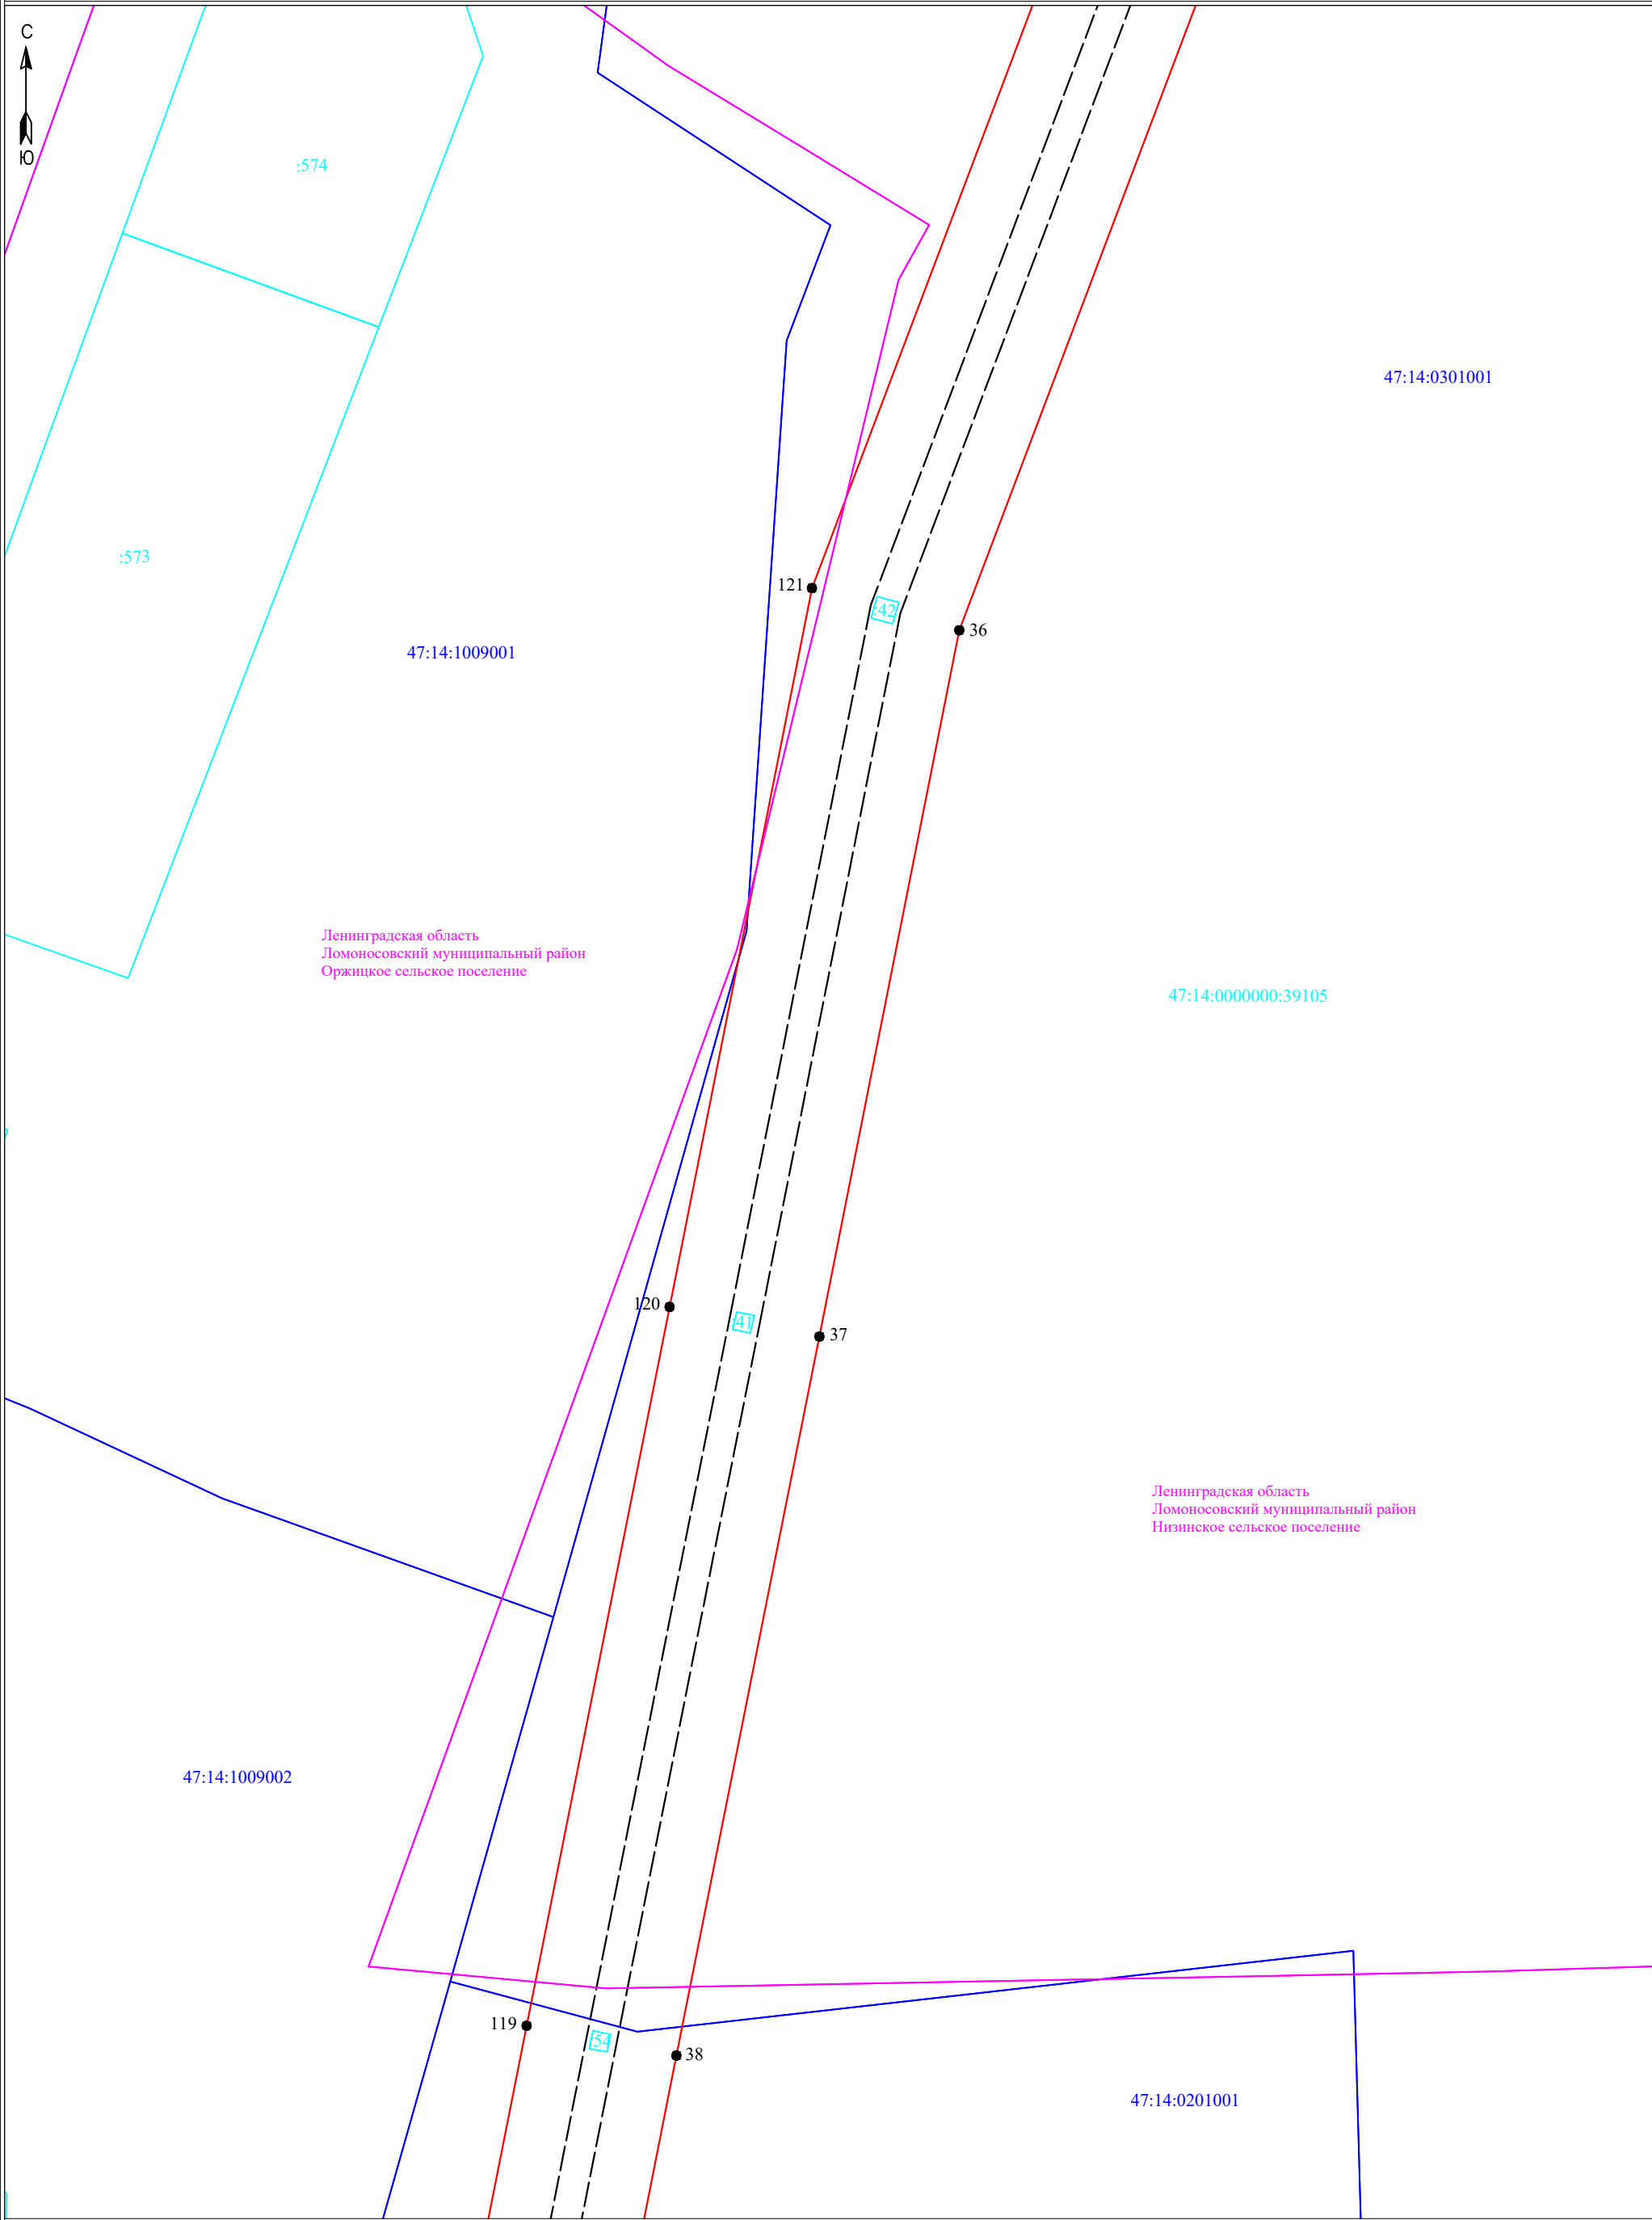 С
Ю
:574
47:14:0301001
:573
121
:42
36
47:14:1009001
Ленинградская область
Ломоносовский муниципальный район
Оржицкое сельское поселение
47:14:0000000:39105
120
:41
37
Ленинградская область
Ломоносовский муниципальный район
Низинское сельское поселение
47:14:1009002
119
:54
38
47:14:0201001